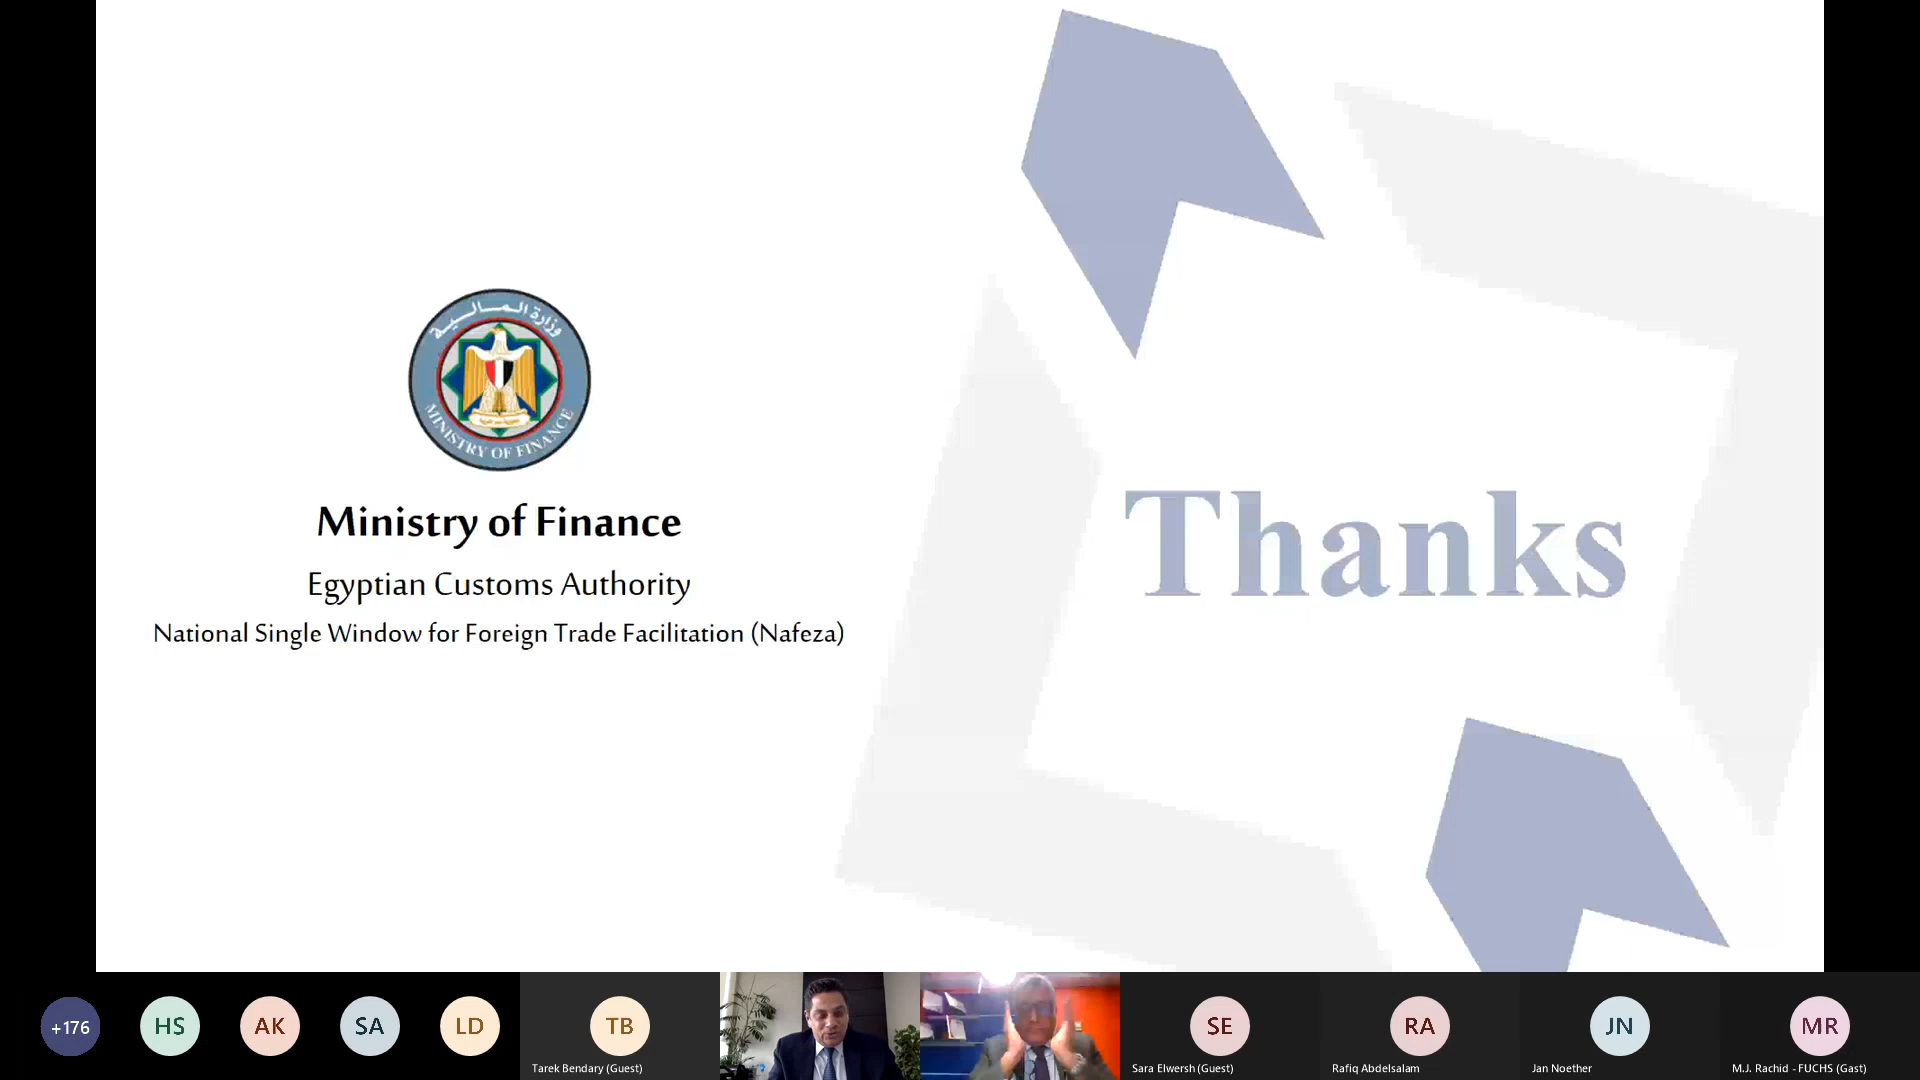 وزارة المالية
MINISTRY OF FINANCE
Ministry of Finance
Egyptian Customs Authority
National Single Window for Foreign Trade Facilitation (Nafeza)
Thanks
+176
HS
AK
SA
LD
TB
Tarek Bendary (Guest)
SE
Sara Elwersh (Guest)
RA
Rafiq Abdelsalam
JN
Jan Noether
MR
M.J. Rachid - FUCHS (Gast)